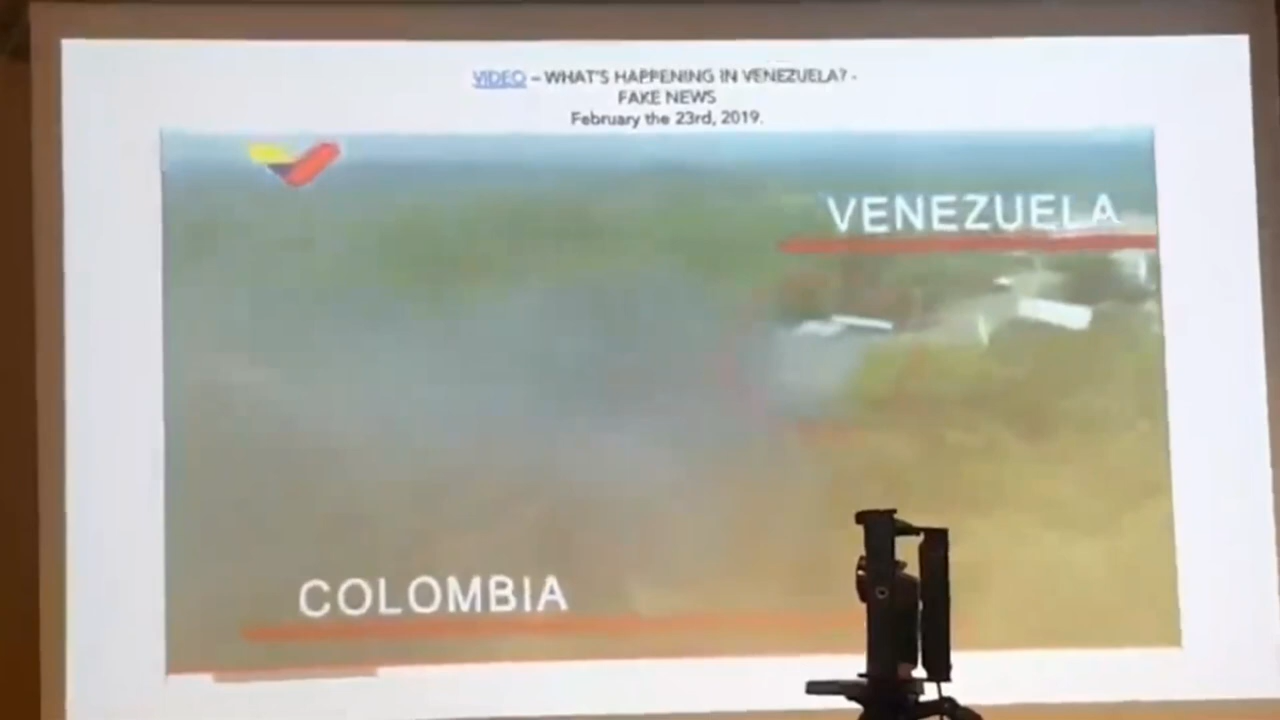 VIDEO – WHAT'S HAPPENING IN VENEZUELA? -
FAKE NEWS
February the 23rd, 2019.
VENEZUELA
COLOMBIA